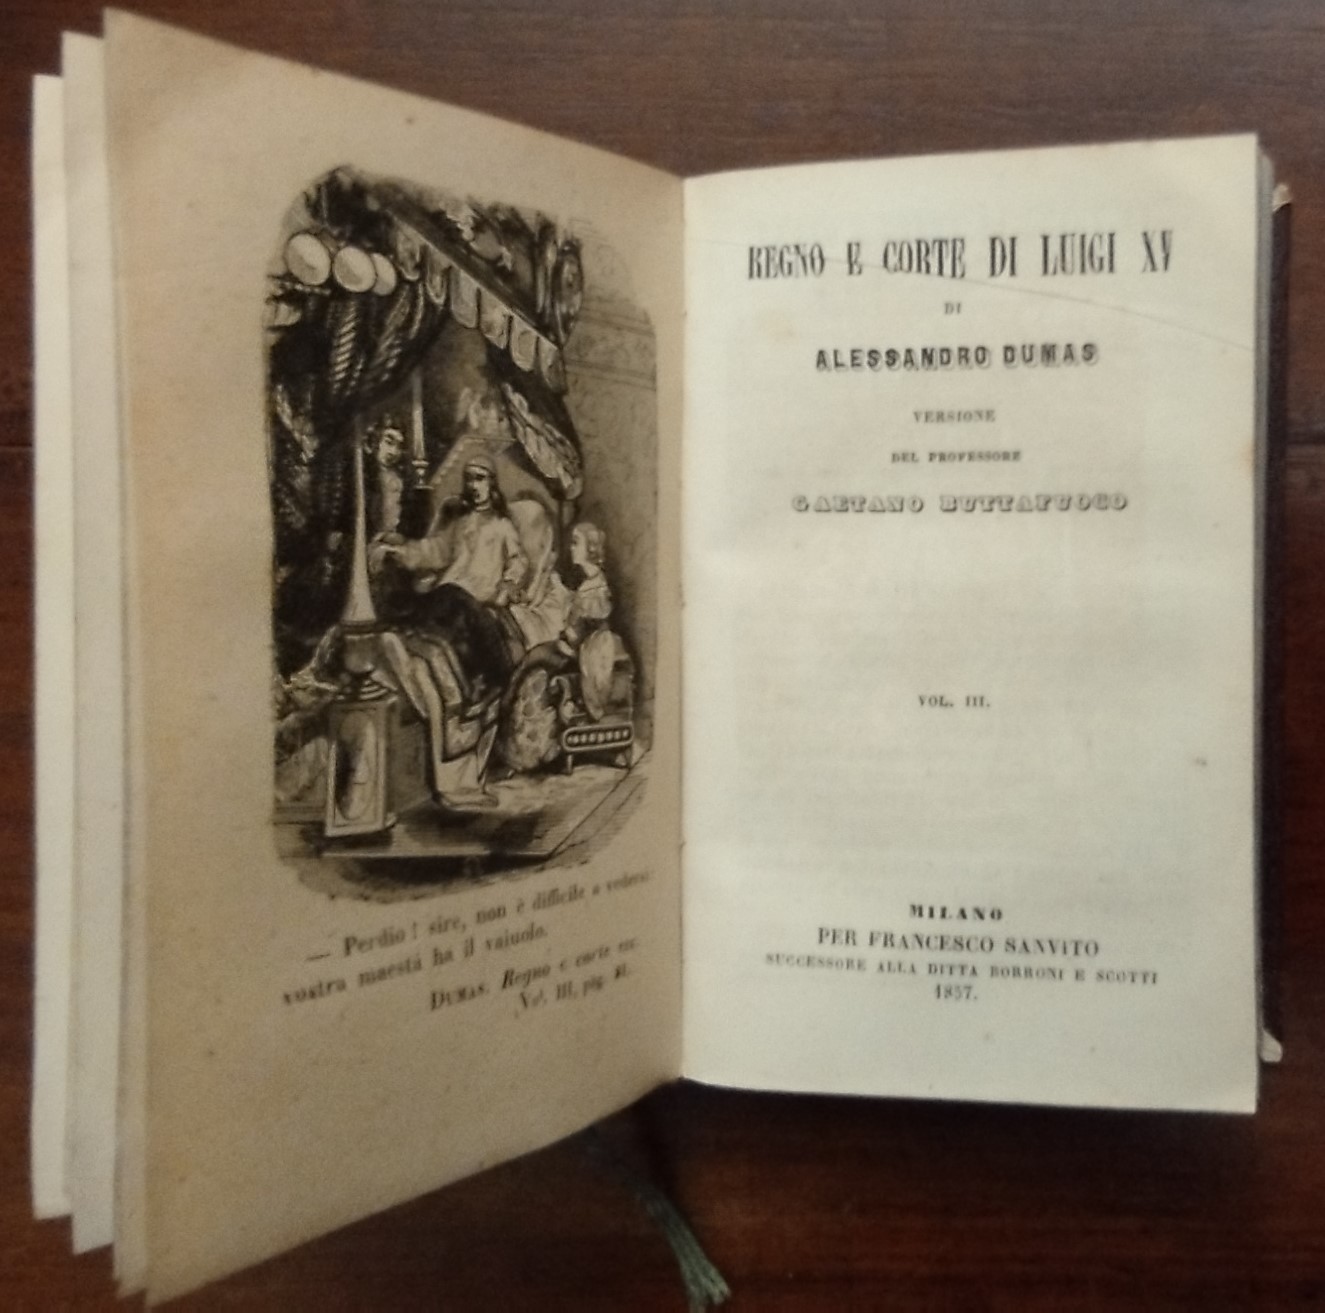 — Perdio! sire, non è difficile a vedersi:
vostra maestà ha il vaiuolo.
DUMAS. Regno e corte ecc.
Vol. III, pag.
REGNO E CORTE DI LUIGI XV
DI
ALESSANDRO DUMAS
VERSIONE
DEL PROFESSORE
GAETANO BUTTAFUOCO
VOL. III.
MILANO
PER FRANCESCO SANVITO
SUCCESSORE ALLA DITTA BORRONI E SCOTTI
1857.